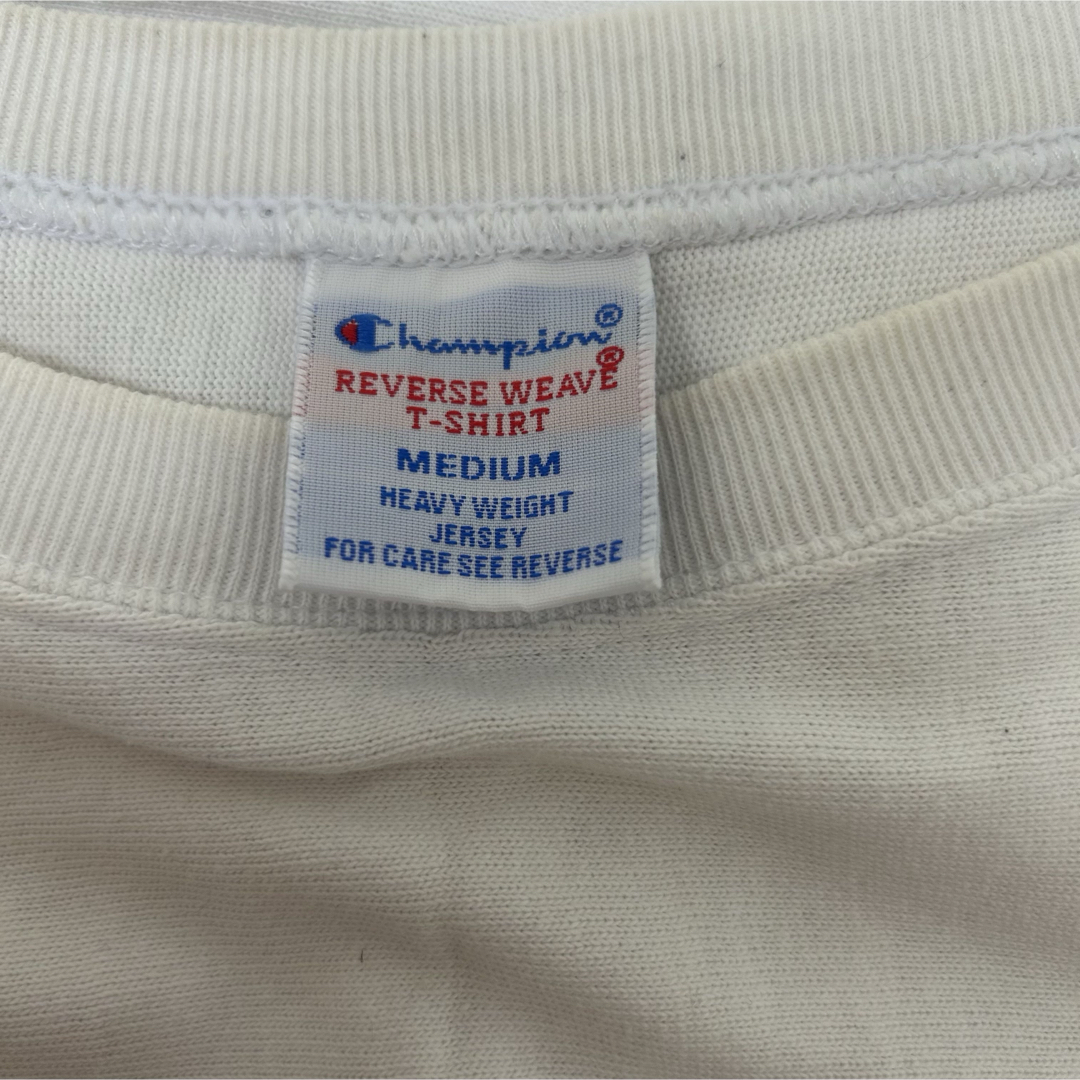 Champion®
REVERSE WEAVE®
T-SHIRT
MEDIUM
HEAVY WEIGHT
JERSEY
FOR CARE SEE REVERSE